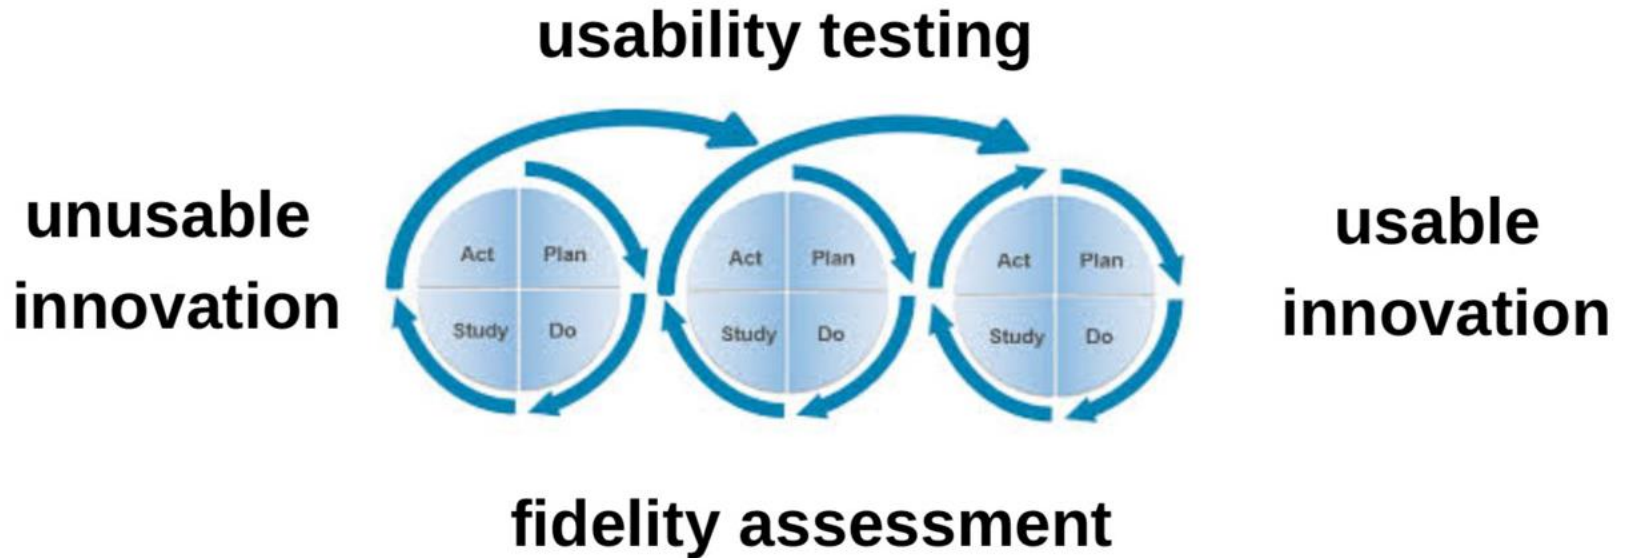 usability testing
unusable
innovation
Act Plan
Study Do
Act Plan
Study Do
Act Plan
Study Do
usable
innovation
fidelity assessment